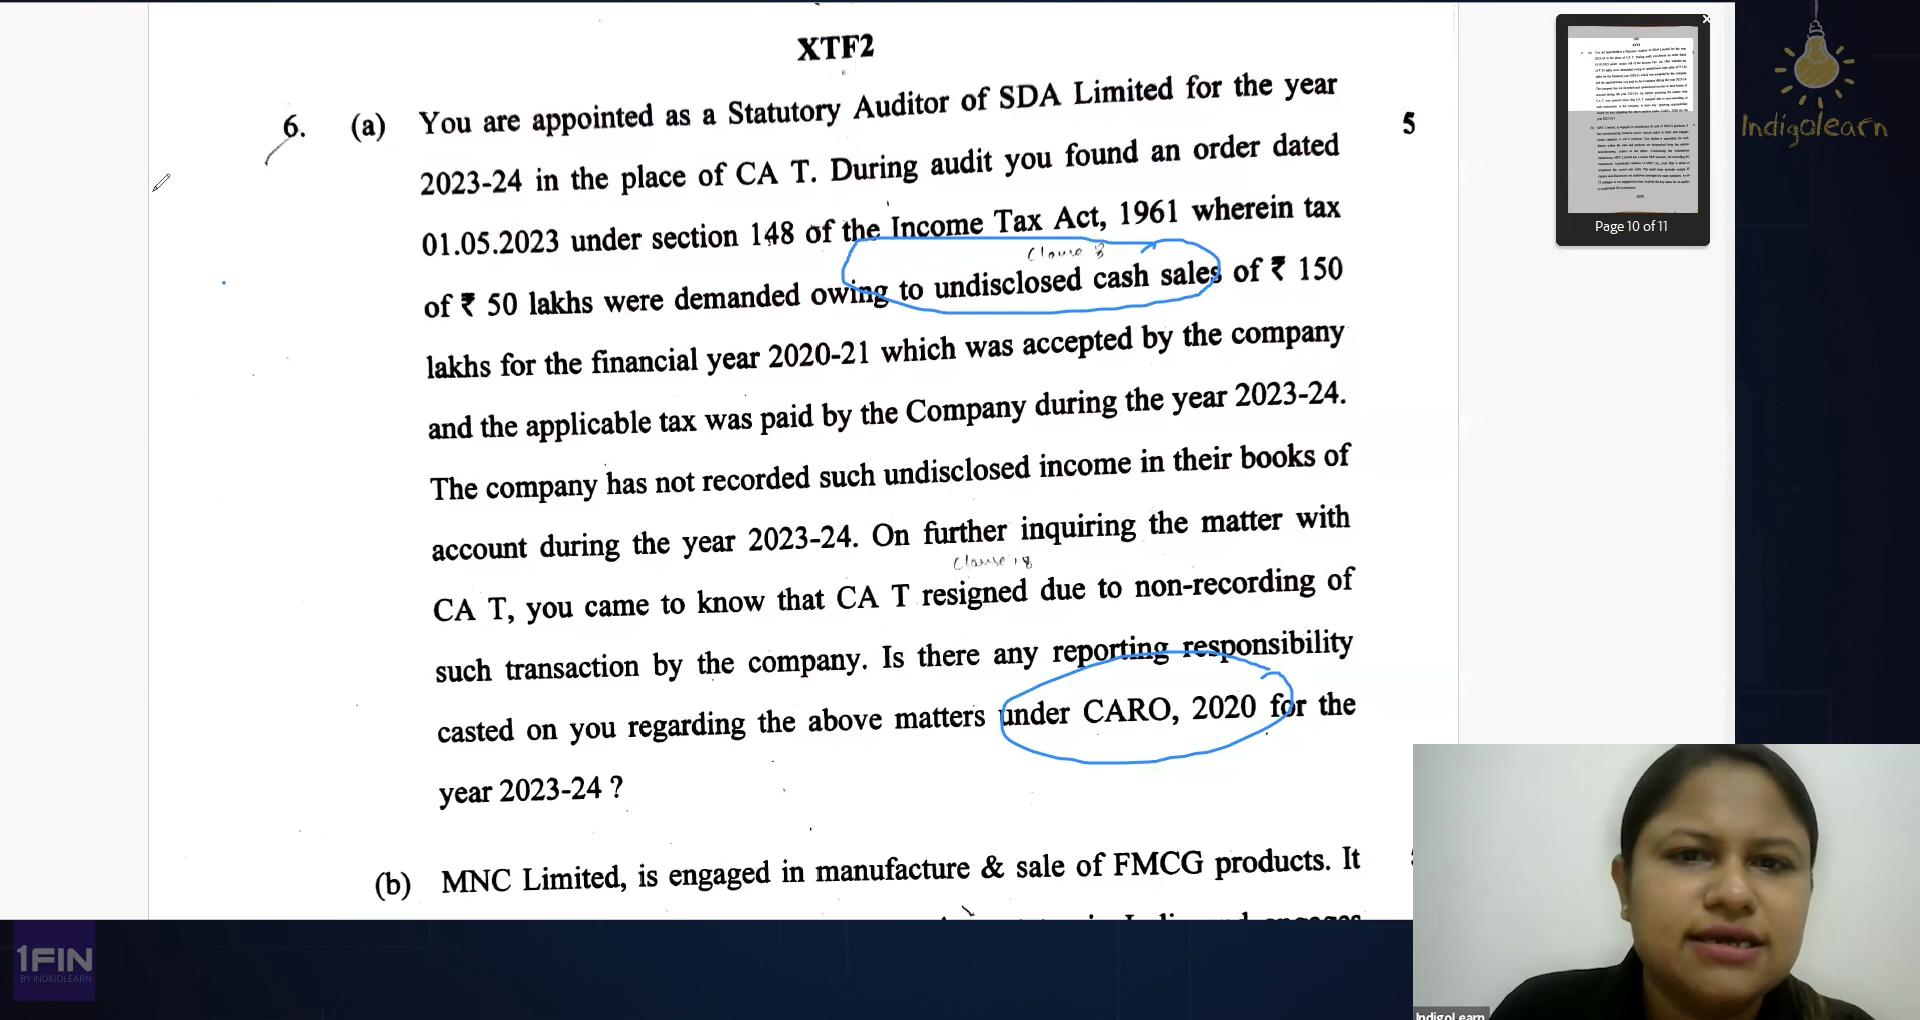 XTF2
6. (a) You are appointed as a Statutory Auditor of SDA Limited for the year 5
2023-24 in the place of CA T. During audit you found an order dated
01.05.2023 under section 148 of the Income Tax Act, 1961 wherein tax
Clause 8
of ₹ 50 lakhs were demanded owing to undisclosed cash sales of ₹ 150
lakhs for the financial year 2020-21 which was accepted by the company
and the applicable tax was paid by the Company during the year 2023-24.
The company has not recorded such undisclosed income in their books of
account during the year 2023-24. On further inquiring the matter with
Clause 18
CA T, you came to know that CA T resigned due to non-recording of
such transaction by the company. Is there any reporting responsibility
casted on you regarding the above matters under CARO, 2020 for the
year 2023-24 ?
(b) MNC Limited, is engaged in manufacture & sale of FMCG products. It
Page 10 of 11
Indigolearn
1FIN
BY INDIGOLEARN
IndigoLearn